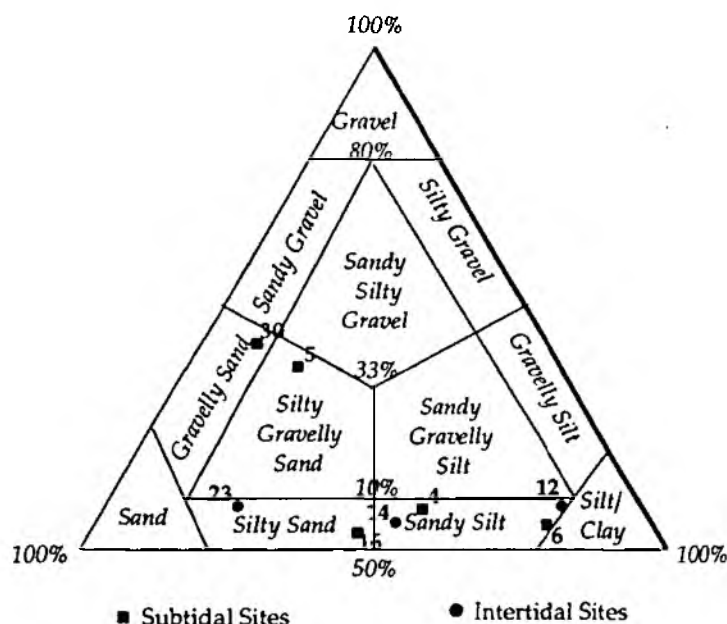 100%
Gravel
80%
Sandy Gravel
Silty Gravel
Sandy
Silty
Gravel
30
5
33%
Gravelly Sand
Gravelly Silt
Silty
Gravelly
Sand
Sandy
Gravelly
Silt
23
10%
4
12
Sand
Silty Sand
4
Sandy Silt
Silt/
Clay
6
100%
50%
100%
Subtidal Sites
Intertidal Sites